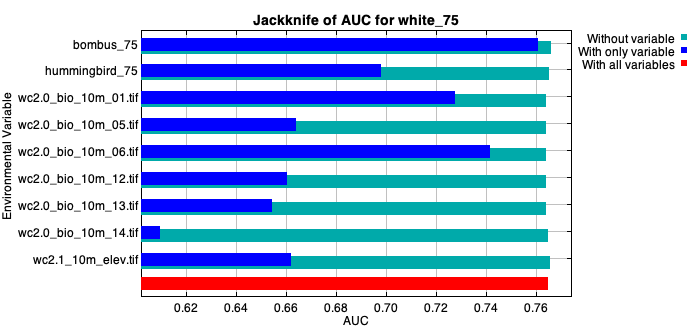 Jackknife of AUC for white_75
Without variable
With only variable
With all variables
Environmental Variable
bombus_75
hummingbird_75
wc2.0_bio_10m_01.tif
wc2.0_bio_10m_05.tif
wc2.0_bio_10m_06.tif
wc2.0_bio_10m_12.tif
wc2.0_bio_10m_13.tif
wc2.0_bio_10m_14.tif
wc2.1_10m_elev.tif
0.62 0.64 0.66 0.68 0.70 0.72 0.74 0.76
AUC